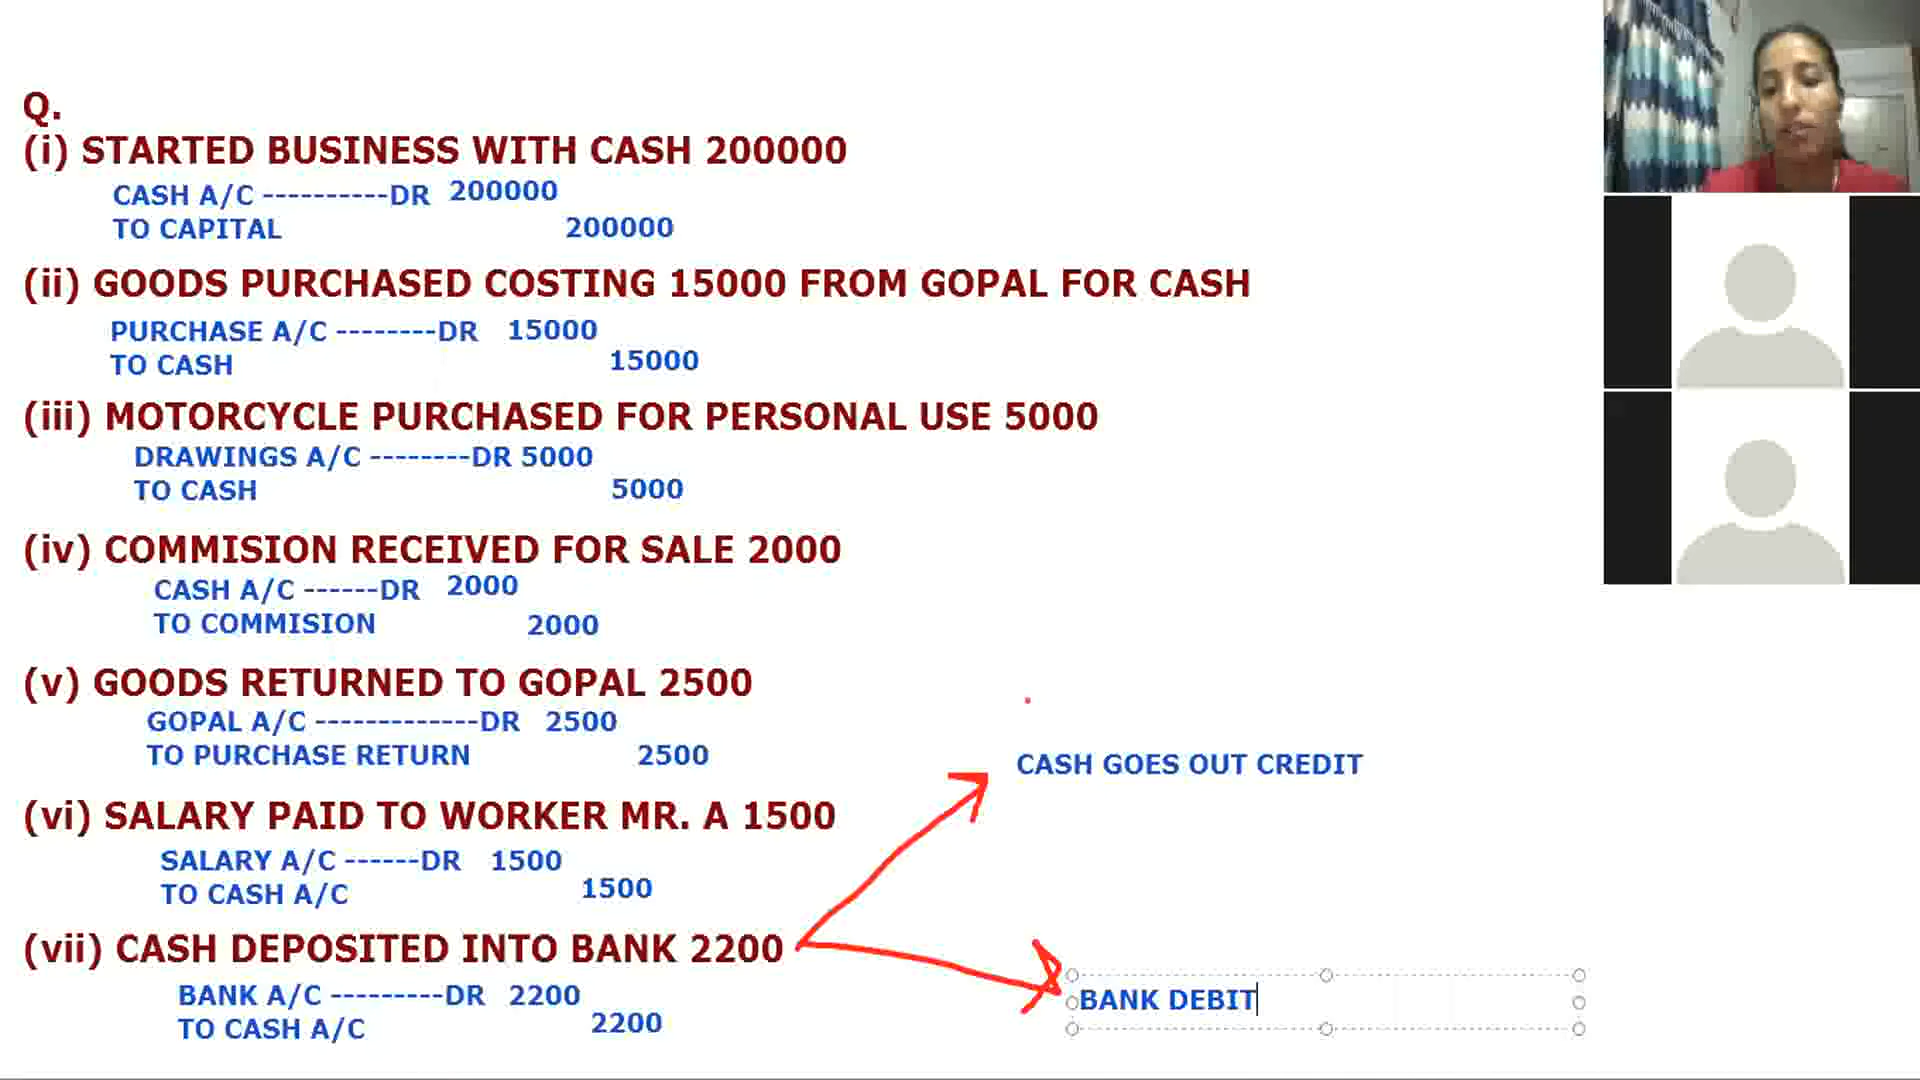 Q.
(i) STARTED BUSINESS WITH CASH 200000
CASH A/C ----------DR 200000
TO CAPITAL 200000
(ii) GOODS PURCHASED COSTING 15000 FROM GOPAL FOR CASH
PURCHASE A/C --------DR 15000
TO CASH 15000
(iii) MOTORCYCLE PURCHASED FOR PERSONAL USE 5000
DRAWINGS A/C --------DR 5000
TO CASH 5000
(iv) COMMISION RECEIVED FOR SALE 2000
CASH A/C ------DR 2000
TO COMMISION 2000
(v) GOODS RETURNED TO GOPAL 2500
GOPAL A/C -------------DR 2500
TO PURCHASE RETURN 2500
CASH GOES OUT CREDIT
(vi) SALARY PAID TO WORKER MR. A 1500
SALARY A/C ------DR 1500
TO CASH A/C 1500
(vii) CASH DEPOSITED INTO BANK 2200
BANK A/C ---------DR 2200
TO CASH A/C 2200
BANK DEBIT